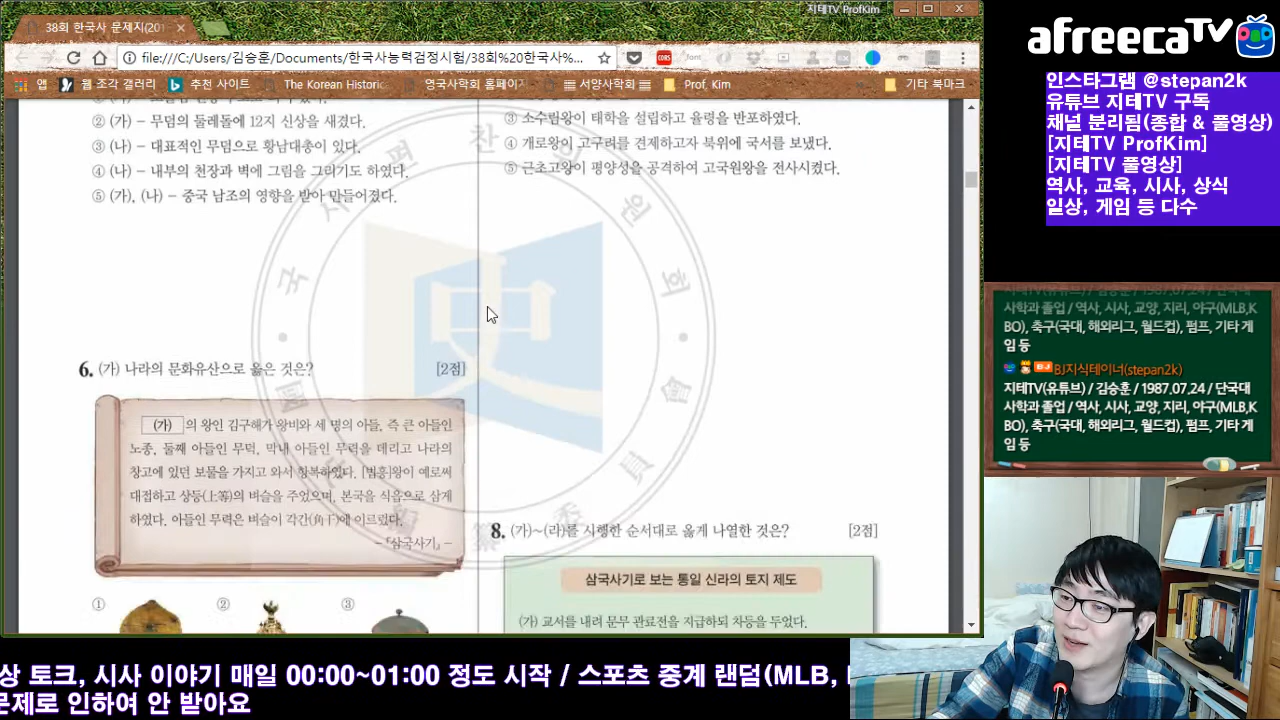 지테TV ProfKim
38회 한국사 문제지(201
file:///C:/Users/김승훈/Documents/한국사능력검정시험/38회%20한국사%...
앱 웹 조각 갤러리 추천 사이트 The Korean Historic 영국사학회 홈페이지 서양사학회 Prof. Kim 기타 북마크
② (가) - 무덤의 둘레돌에 12지 신상을 새겼다.
③ (나) - 대표적인 무덤으로 황남대총이 있다.
④ (나) - 내부의 천장과 벽에 그림을 그리기도 하였다.
⑤ (가), (나) - 중국 남조의 영향을 받아 만들어졌다.
6. (가) 나라의 문화유산으로 옳은 것은? [2점]
(가) 의 왕인 김구해가 왕비와 세 명의 아들, 즉 큰 아들인
노종, 둘째 아들인 무덕, 막내 아들인 무력을 데리고 나라의
창고에 있던 보물을 가지고 와서 항복하였다. [법흥]왕이 예로써
대접하고 상등(上等)의 벼슬을 주었으며, 본국을 식읍으로 삼게
하였다. 아들인 무력은 벼슬이 각간(角干)에 이르렀다.
- 『삼국사기』 -
① ② ③
③ 소수림왕이 태학을 설립하고 율령을 반포하였다.
④ 개로왕이 고구려를 견제하고자 북위에 국서를 보냈다.
⑤ 근초고왕이 평양성을 공격하여 고국원왕을 전사시켰다.
8. (가)~(라)를 시행한 순서대로 옳게 나열한 것은? [2점]
삼국사기로 보는 통일 신라의 토지 제도
(가) 교서를 내려 문무 관료전을 지급하되 차등을 두었다.
afreecaTV
인스타그램 @stepan2k
유튜브 지테TV 구독
채널 분리됨(종합 & 풀영상)
[지테TV ProfKim]
[지테TV 풀영상]
역사, 교육, 시사, 상식
일상, 게임 등 다수
지테TV(유튜브) / 김승훈 / 1987.07.24 / 단국대
사학과 졸업 / 역사, 시사, 교양, 지리, 야구(MLB,K
BO), 축구(국대, 해외리그, 월드컵), 펌프, 기타 게
임 등
BJ지식테이너(stepan2k)
지테TV(유튜브) / 김승훈 / 1987.07.24 / 단국대
사학과 졸업 / 역사, 시사, 교양, 지리, 야구(MLB,K
BO), 축구(국대, 해외리그, 월드컵), 펌프, 기타 게
임 등
상 토크, 시사 이야기 매일 00:00~01:00 정도 시작 / 스포츠 중계 랜덤(MLB,
문제로 인하여 안 받아요